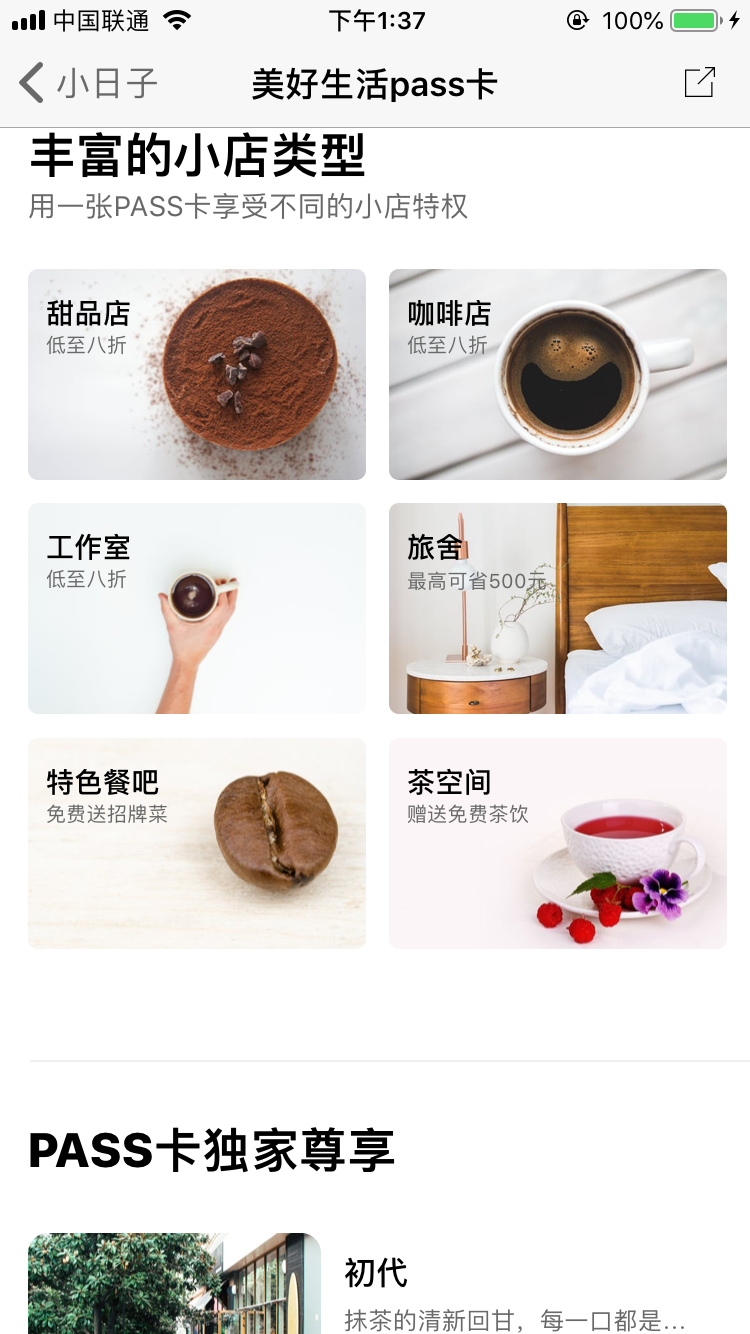 中国联通
下午1:37
100%
小日子
美好生活pass卡
丰富的小店类型
用一张PASS卡享受不同的小店特权
甜品店
低至八折
咖啡店
低至八折
工作室
低至八折
旅舍
最高可省500元
特色餐吧
免费送招牌菜
茶空间
赠送免费茶饮
PASS卡独家尊享
初代
抹茶的清新回甘，每一口都是...